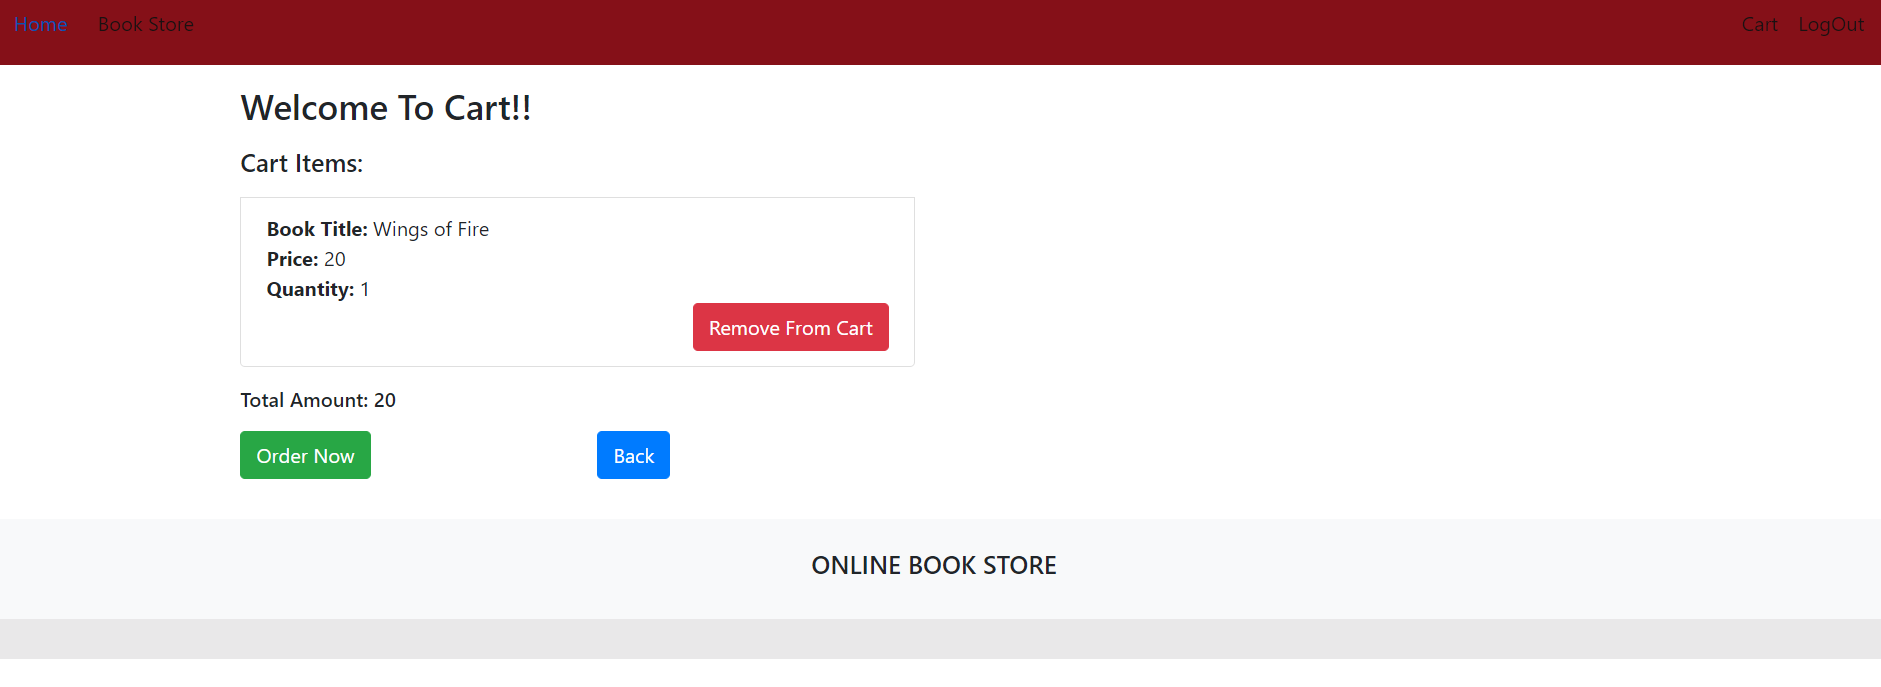 Home Book Store Cart LogOut
Welcome To Cart!!
Cart Items:
Book Title: Wings of Fire
Price: 20
Quantity: 1
Remove From Cart
Total Amount: 20
Order Now Back
ONLINE BOOK STORE